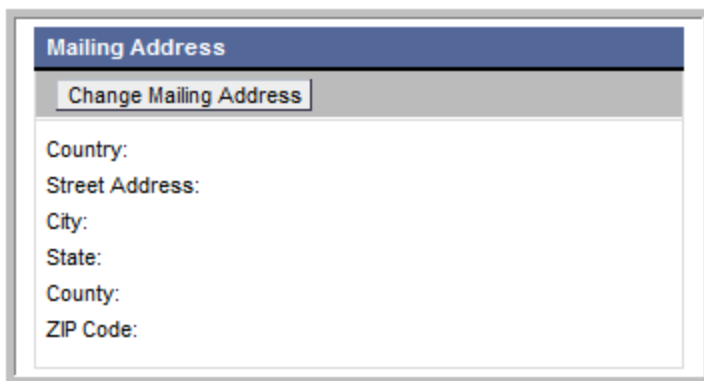 Mailing Address
Change Mailing Address
Country:
Street Address:
City:
State:
County:
ZIP Code: